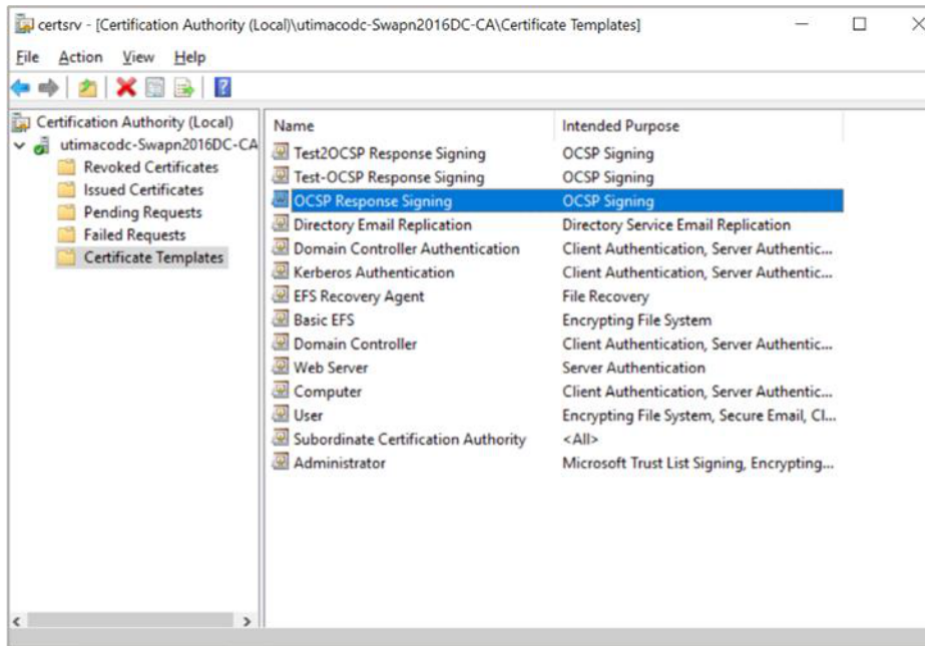 certsrv - [Certification Authority (Local)\utimacodc-Swapn2016DC-CA\Certificate Templates]
File Action View Help
Certification Authority (Local)
utimacodc-Swapn2016DC-CA
Revoked Certificates
Issued Certificates
Pending Requests
Failed Requests
Certificate Templates
Name Intended Purpose
Test2OCSP Response Signing OCSP Signing
Test-OCSP Response Signing OCSP Signing
OCSP Response Signing OCSP Signing
Directory Email Replication Directory Service Email Replication
Domain Controller Authentication Client Authentication, Server Authentic...
Kerberos Authentication Client Authentication, Server Authentic...
EFS Recovery Agent File Recovery
Basic EFS Encrypting File System
Domain Controller Client Authentication, Server Authentic...
Web Server Server Authentication
Computer Client Authentication, Server Authentic...
User Encrypting File System, Secure Email, Cl...
Subordinate Certification Authority <All>
Administrator Microsoft Trust List Signing, Encrypting...